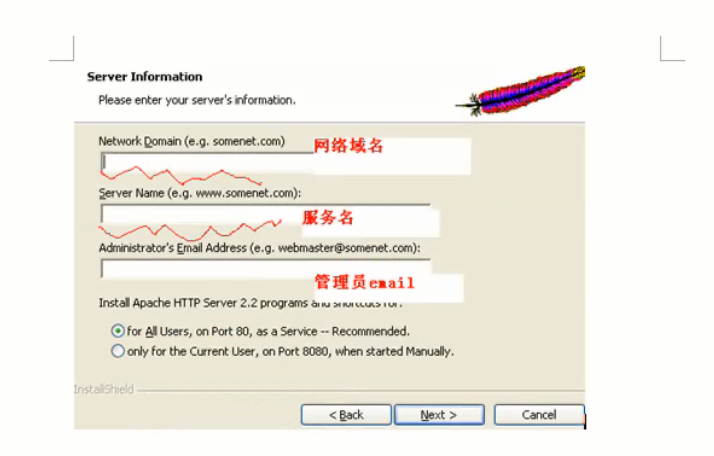 Server Information
Please enter your server's information.
Network Domain (e.g. somenet.com)
网络域名
Server Name (e.g. www.somenet.com):
服务名
Administrator's Email Address (e.g. webmaster@somenet.com):
管理员email
Install Apache HTTP Server 2.2 programs and shortcuts for:
for All Users, on Port 80, as a Service -- Recommended.
only for the Current User, on Port 8080, when started Manually.
InstallShield
< Back Next > Cancel